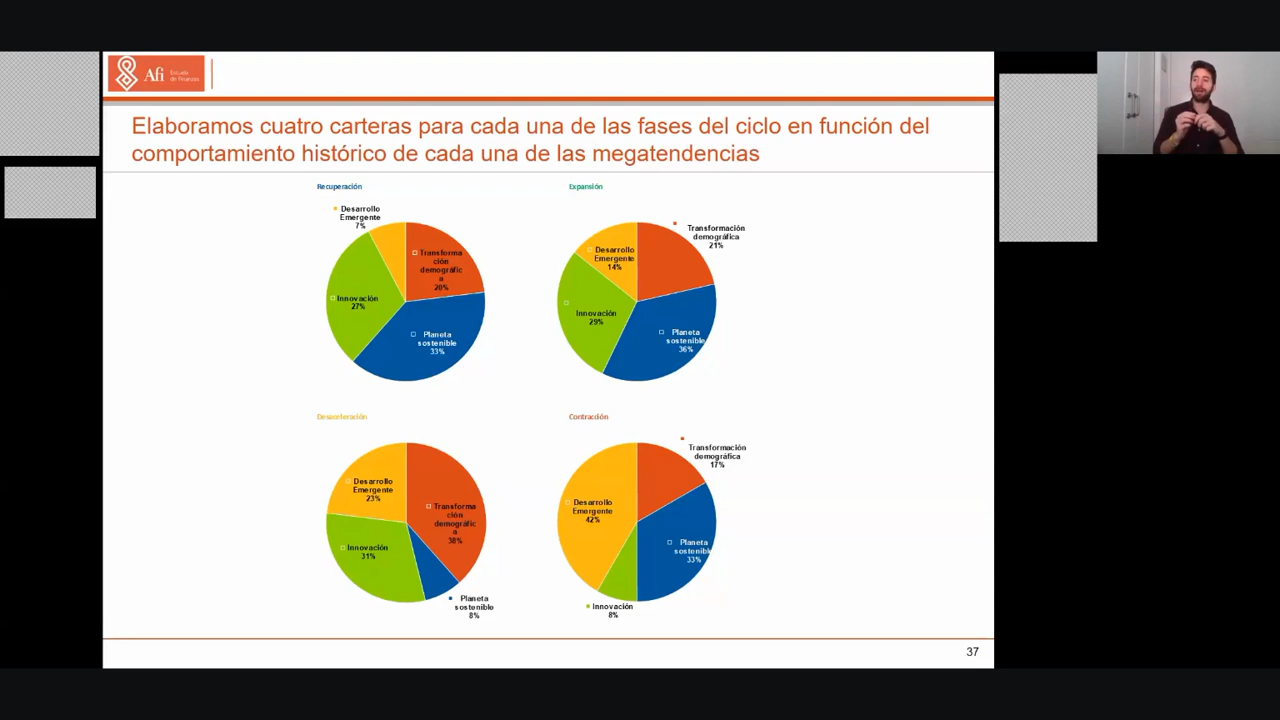 Afi Escuela
de Finanzas
Elaboramos cuatro carteras para cada una de las fases del ciclo en función del
comportamiento histórico de cada una de las megatendencias
Recuperación
Desarrollo
Emergente
7%
Transforma
ción
demográfic
a
20%
Innovación
27%
Planeta
sostenible
33%
Expansión
Transformación
demográfica
21%
Desarrollo
Emergente
14%
Innovación
29%
Planeta
sostenible
36%
Desaceleración
Desarrollo
Emergente
23%
Transforma
ción
demográfic
a
38%
Innovación
31%
Planeta
sostenible
8%
Contracción
Transformación
demográfica
17%
Desarrollo
Emergente
42%
Planeta
sostenible
33%
Innovación
8%
37